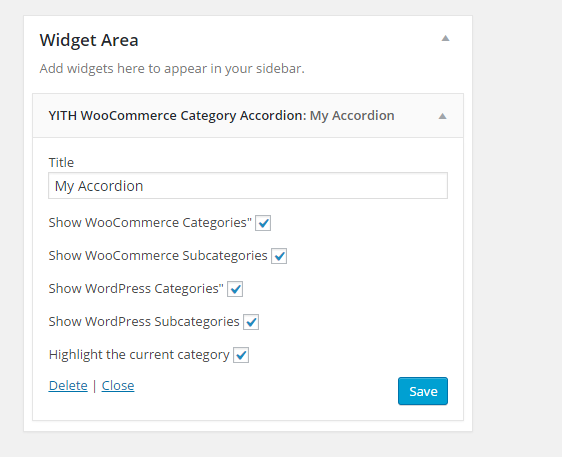 Widget Area
Add widgets here to appear in your sidebar.
YITH WooCommerce Category Accordion: My Accordion
Title
My Accordion
Show WooCommerce Categories"
Show WooCommerce Subcategories
Show WordPress Categories"
Show WordPress Subcategories
Highlight the current category
Delete | Close Save